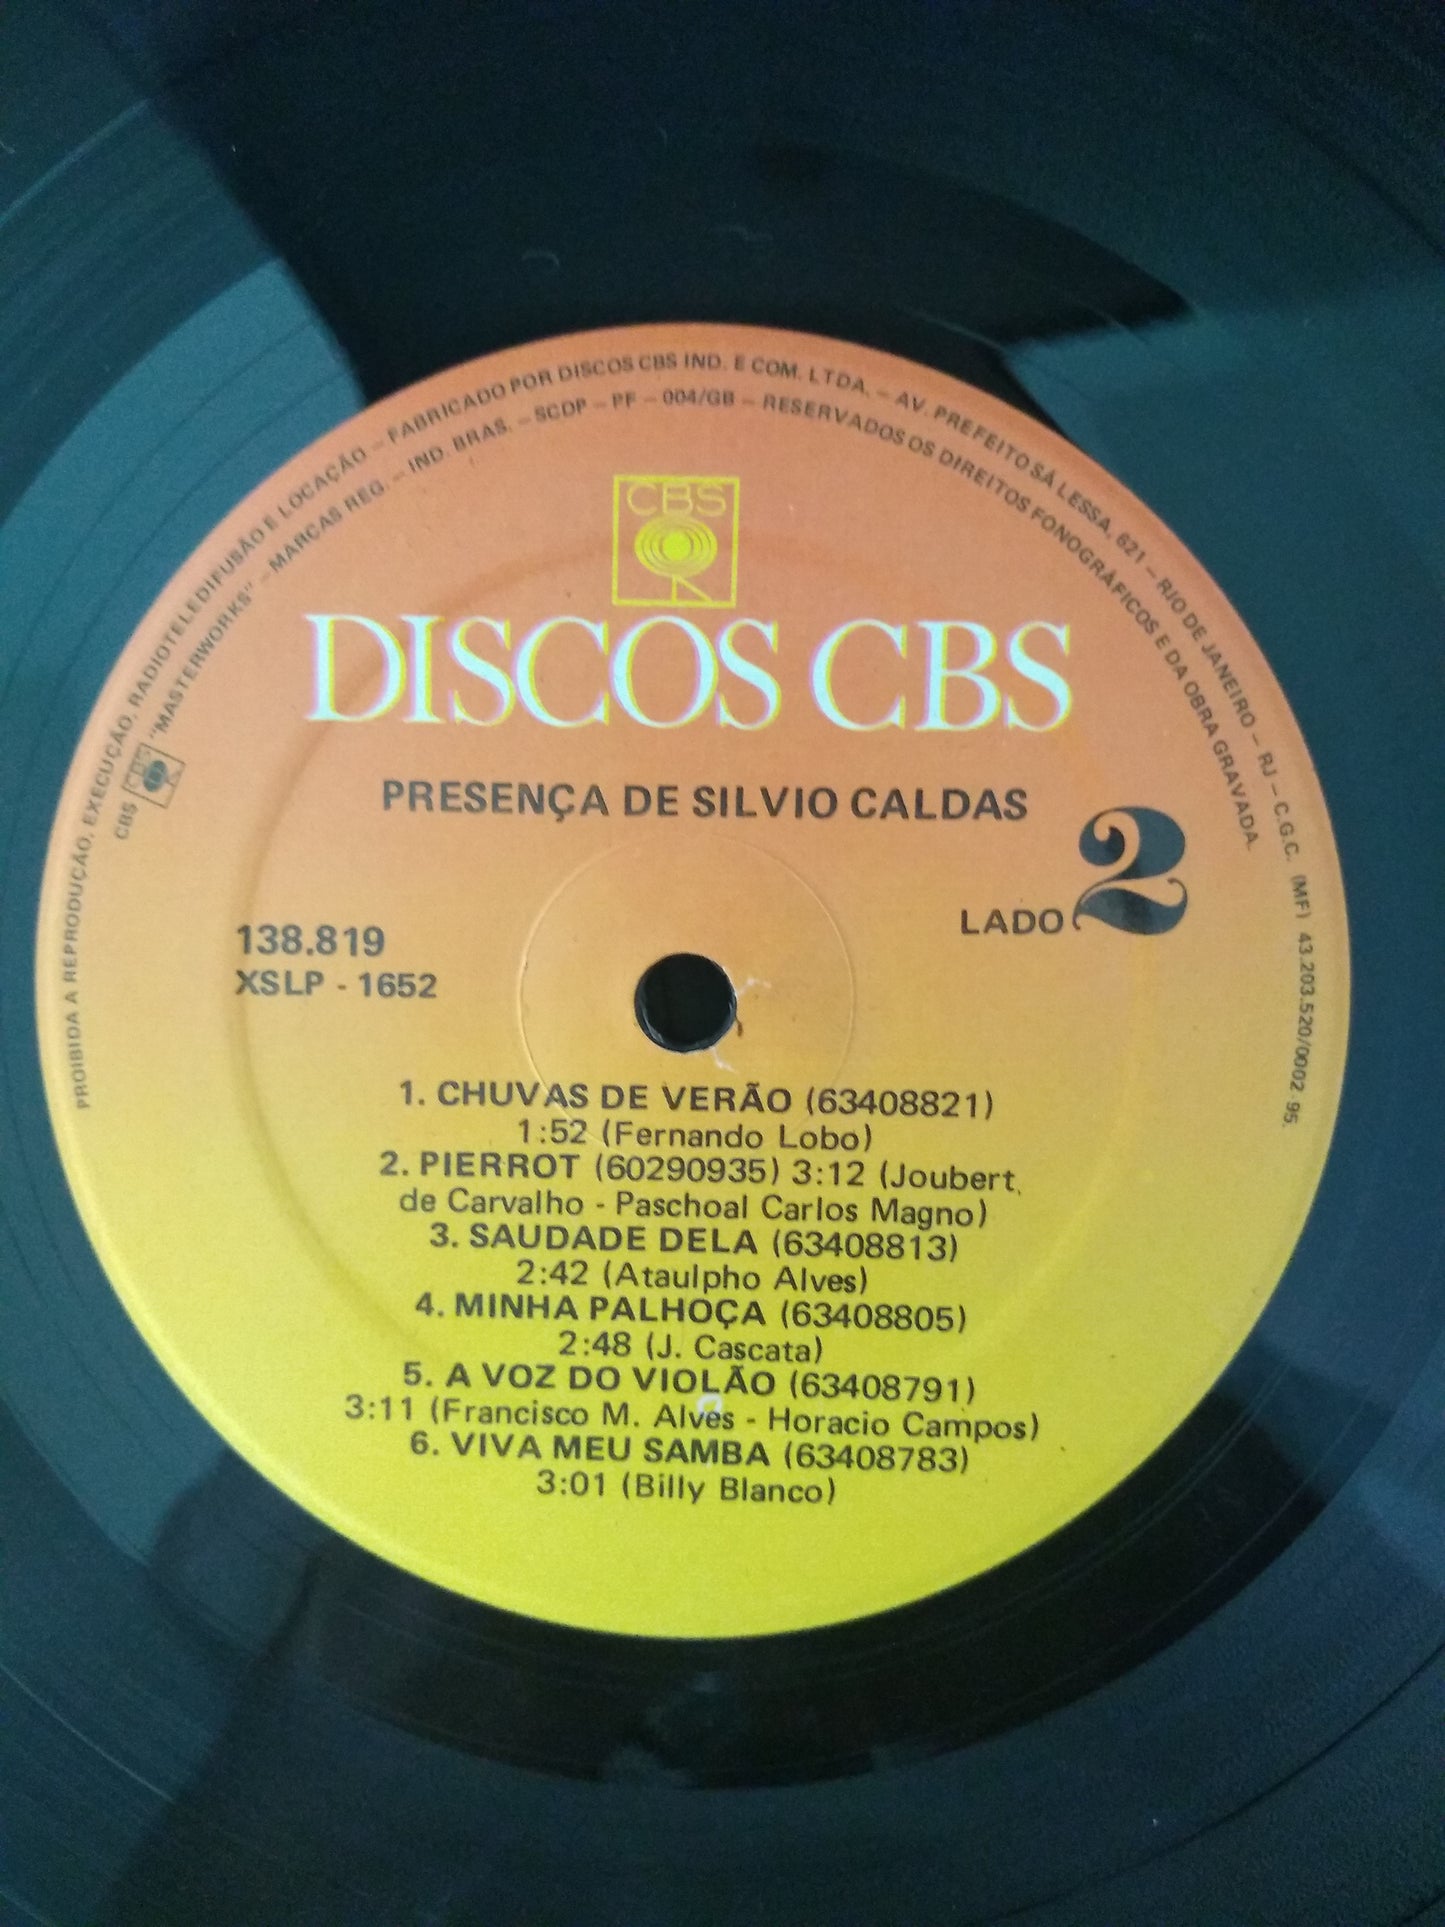 PROIBIDA A REPRODUÇÃO, EXECUÇÃO, RADIOTELEDIFUSÃO E LOCAÇÃO – FABRICADO POR DISCOS CBS IND. E COM. LTDA. – AV. PREFEITO SÁ LESSA, 621 – RIO DE JANEIRO – RJ – C.G.C. (MF) 43.203.520/0002-95.
CBS CBS "MASTERWORKS" – MARCAS REG. – IND. BRAS. – SCDP – PF – 004/GB – RESERVADOS OS DIREITOS FONOGRÁFICOS E DA OBRA GRAVADA.
CBS
DISCOS CBS
PRESENÇA DE SILVIO CALDAS
LADO 2
138.819
XSLP - 1652
1. CHUVAS DE VERÃO (63408821)
1:52 (Fernando Lobo)
2. PIERROT (60290935) 3:12 (Joubert
de Carvalho - Paschoal Carlos Magno)
3. SAUDADE DELA (63408813)
2:42 (Ataulpho Alves)
4. MINHA PALHOÇA (63408805)
2:48 (J. Cascata)
5. A VOZ DO VIOLÃO (63408791)
3:11 (Francisco M. Alves - Horacio Campos)
6. VIVA MEU SAMBA (63408783)
3:01 (Billy Blanco)